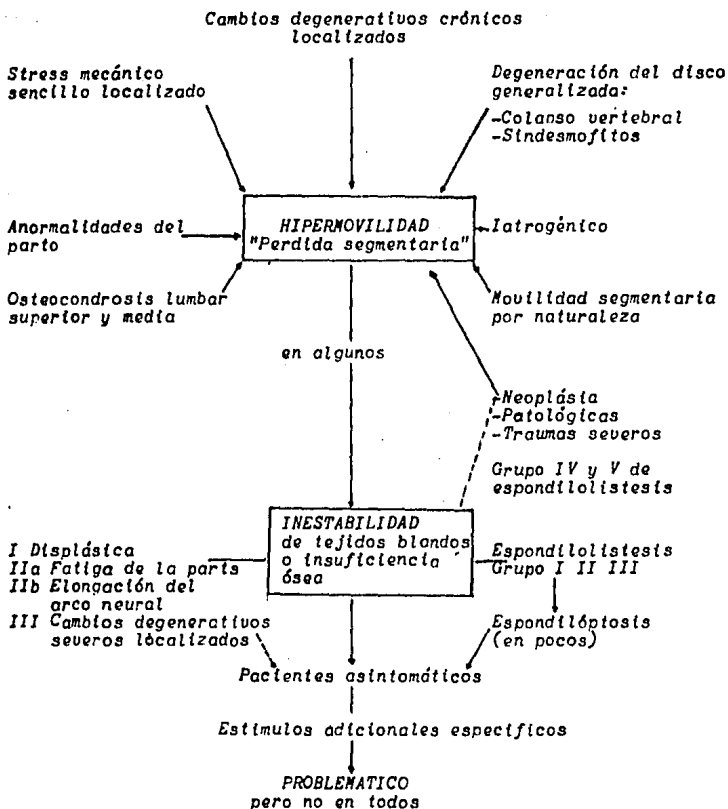 Cambios degenerativos crónicos
localizados
Stress mecánico
sencillo localizado
Degeneración del disco
generalizada:
-Colanso vertebral
-Sindesmofitos
HIPERMOVILIDAD
"Perdida segmentaria"
Anormalidades del
parto
Iatrogénico
Osteocondrosis lumbar
superior y media
Movilidad segmentaria
por naturaleza
en algunos
-Neoplásia
-Patológicas
-Traumas severos
Grupo IV y V de
espondilolistesis
INESTABILIDAD
de tejidos blandos
o insuficiencia
ósea
I Displásica
IIa Fatiga de la parts
IIb Elongación del
arco neural
III Cambios degenerativos
severos localizados
Espondilolistesis
Grupo I II III
Espondilóptosis
(en pocos)
Pacientes asintomáticos
Estimulos adicionales especificos
PROBLEMATICO
pero no en todos